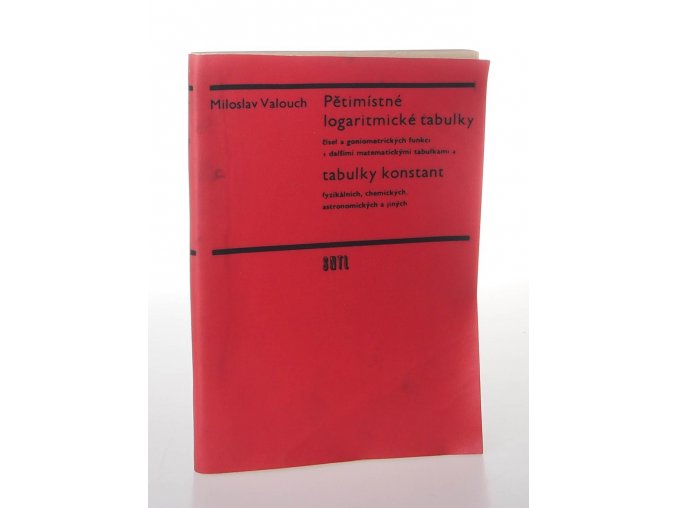 Miloslav Valouch
Pětimístné
logaritmické tabulky
čísel a goniometrických funkcí
s dalšími matematickými tabulkami a
tabulky konstant
fyzikálních, chemických,
astronomických a jiných
SNTL